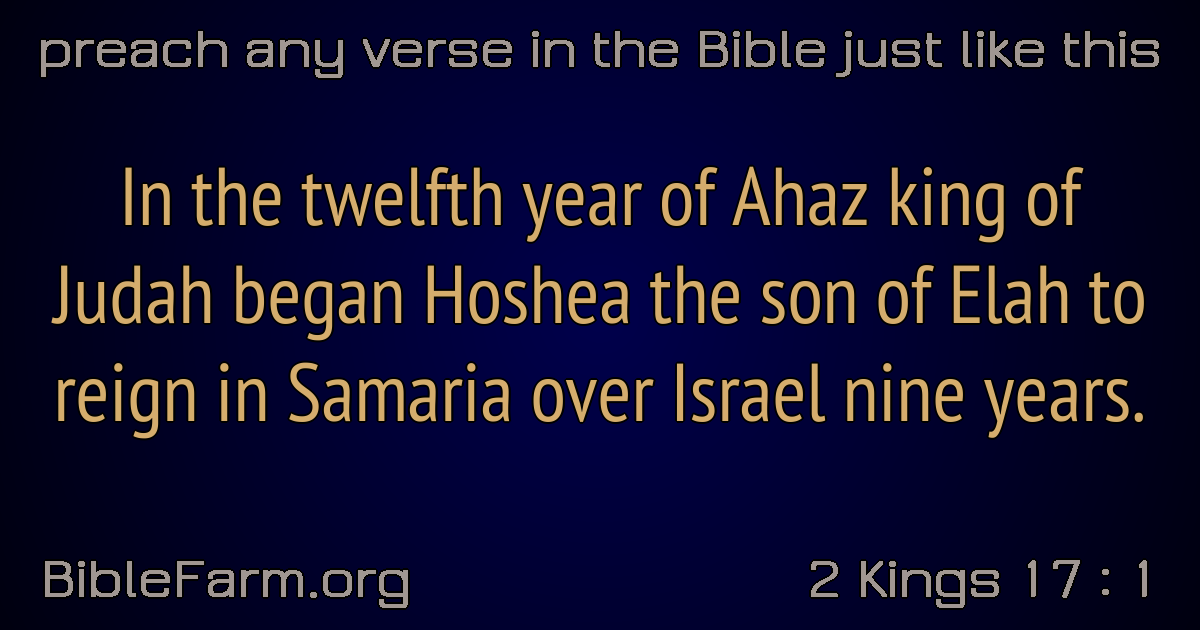 preach any verse in the Bible just like this
In the twelfth year of Ahaz king of
Judah began Hoshea the son of Elah to
reign in Samaria over Israel nine years.
BibleFarm.org
2 Kings 17 : 1